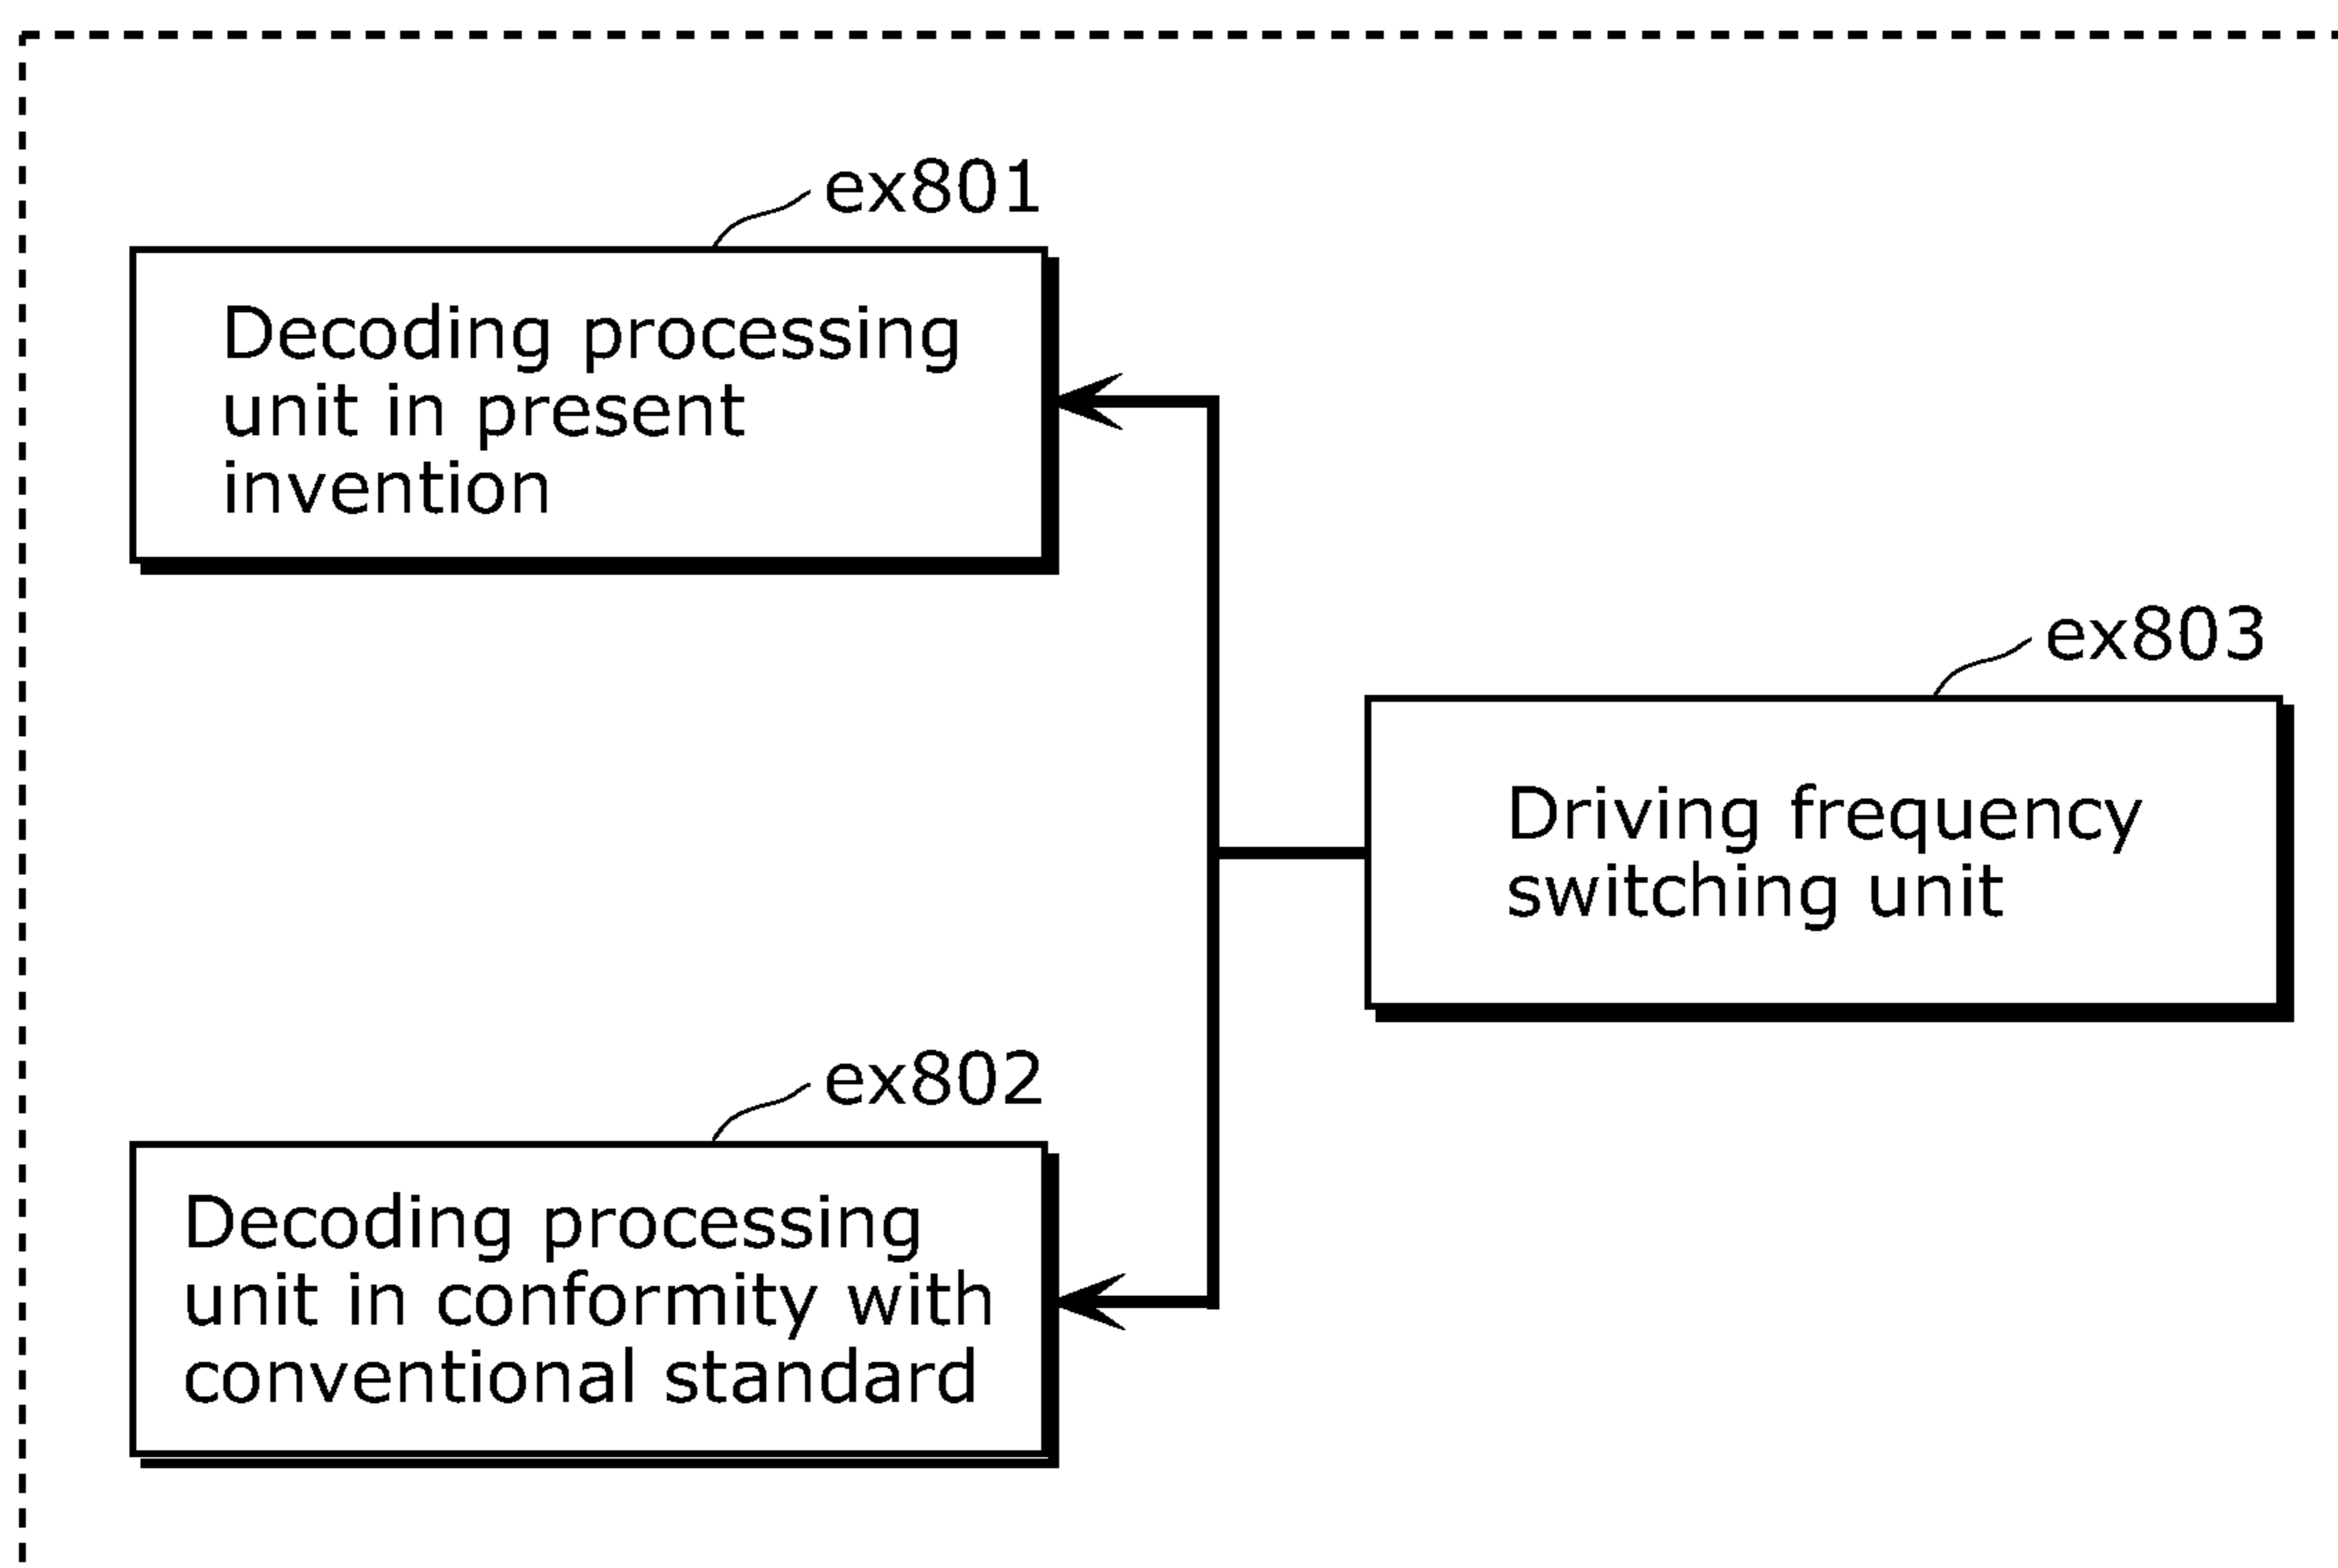 ex801
Decoding processing
unit in present
invention
ex803
Driving frequency
switching unit
ex802
Decoding processing
unit in conformity with
conventional standard